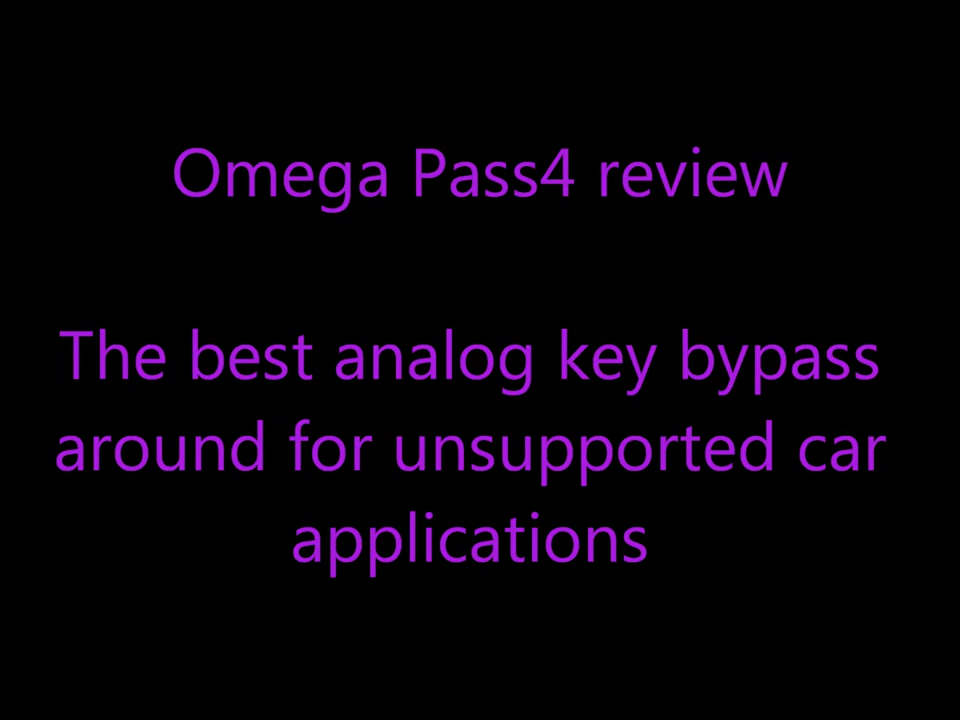 Omega Pass4 review
The best analog key bypass
around for unsupported car
applications